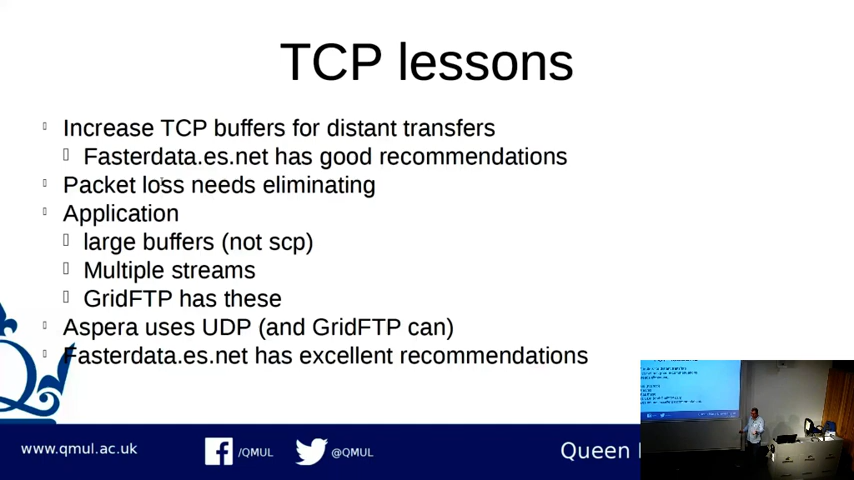 TCP lessons
Increase TCP buffers for distant transfers
Fasterdata.es.net has good recommendations
Packet loss needs eliminating
Application
large buffers (not scp)
Multiple streams
GridFTP has these
Aspera uses UDP (and GridFTP can)
Fasterdata.es.net has excellent recommendations
www.qmul.ac.uk
/QMUL
@QMUL
Queen